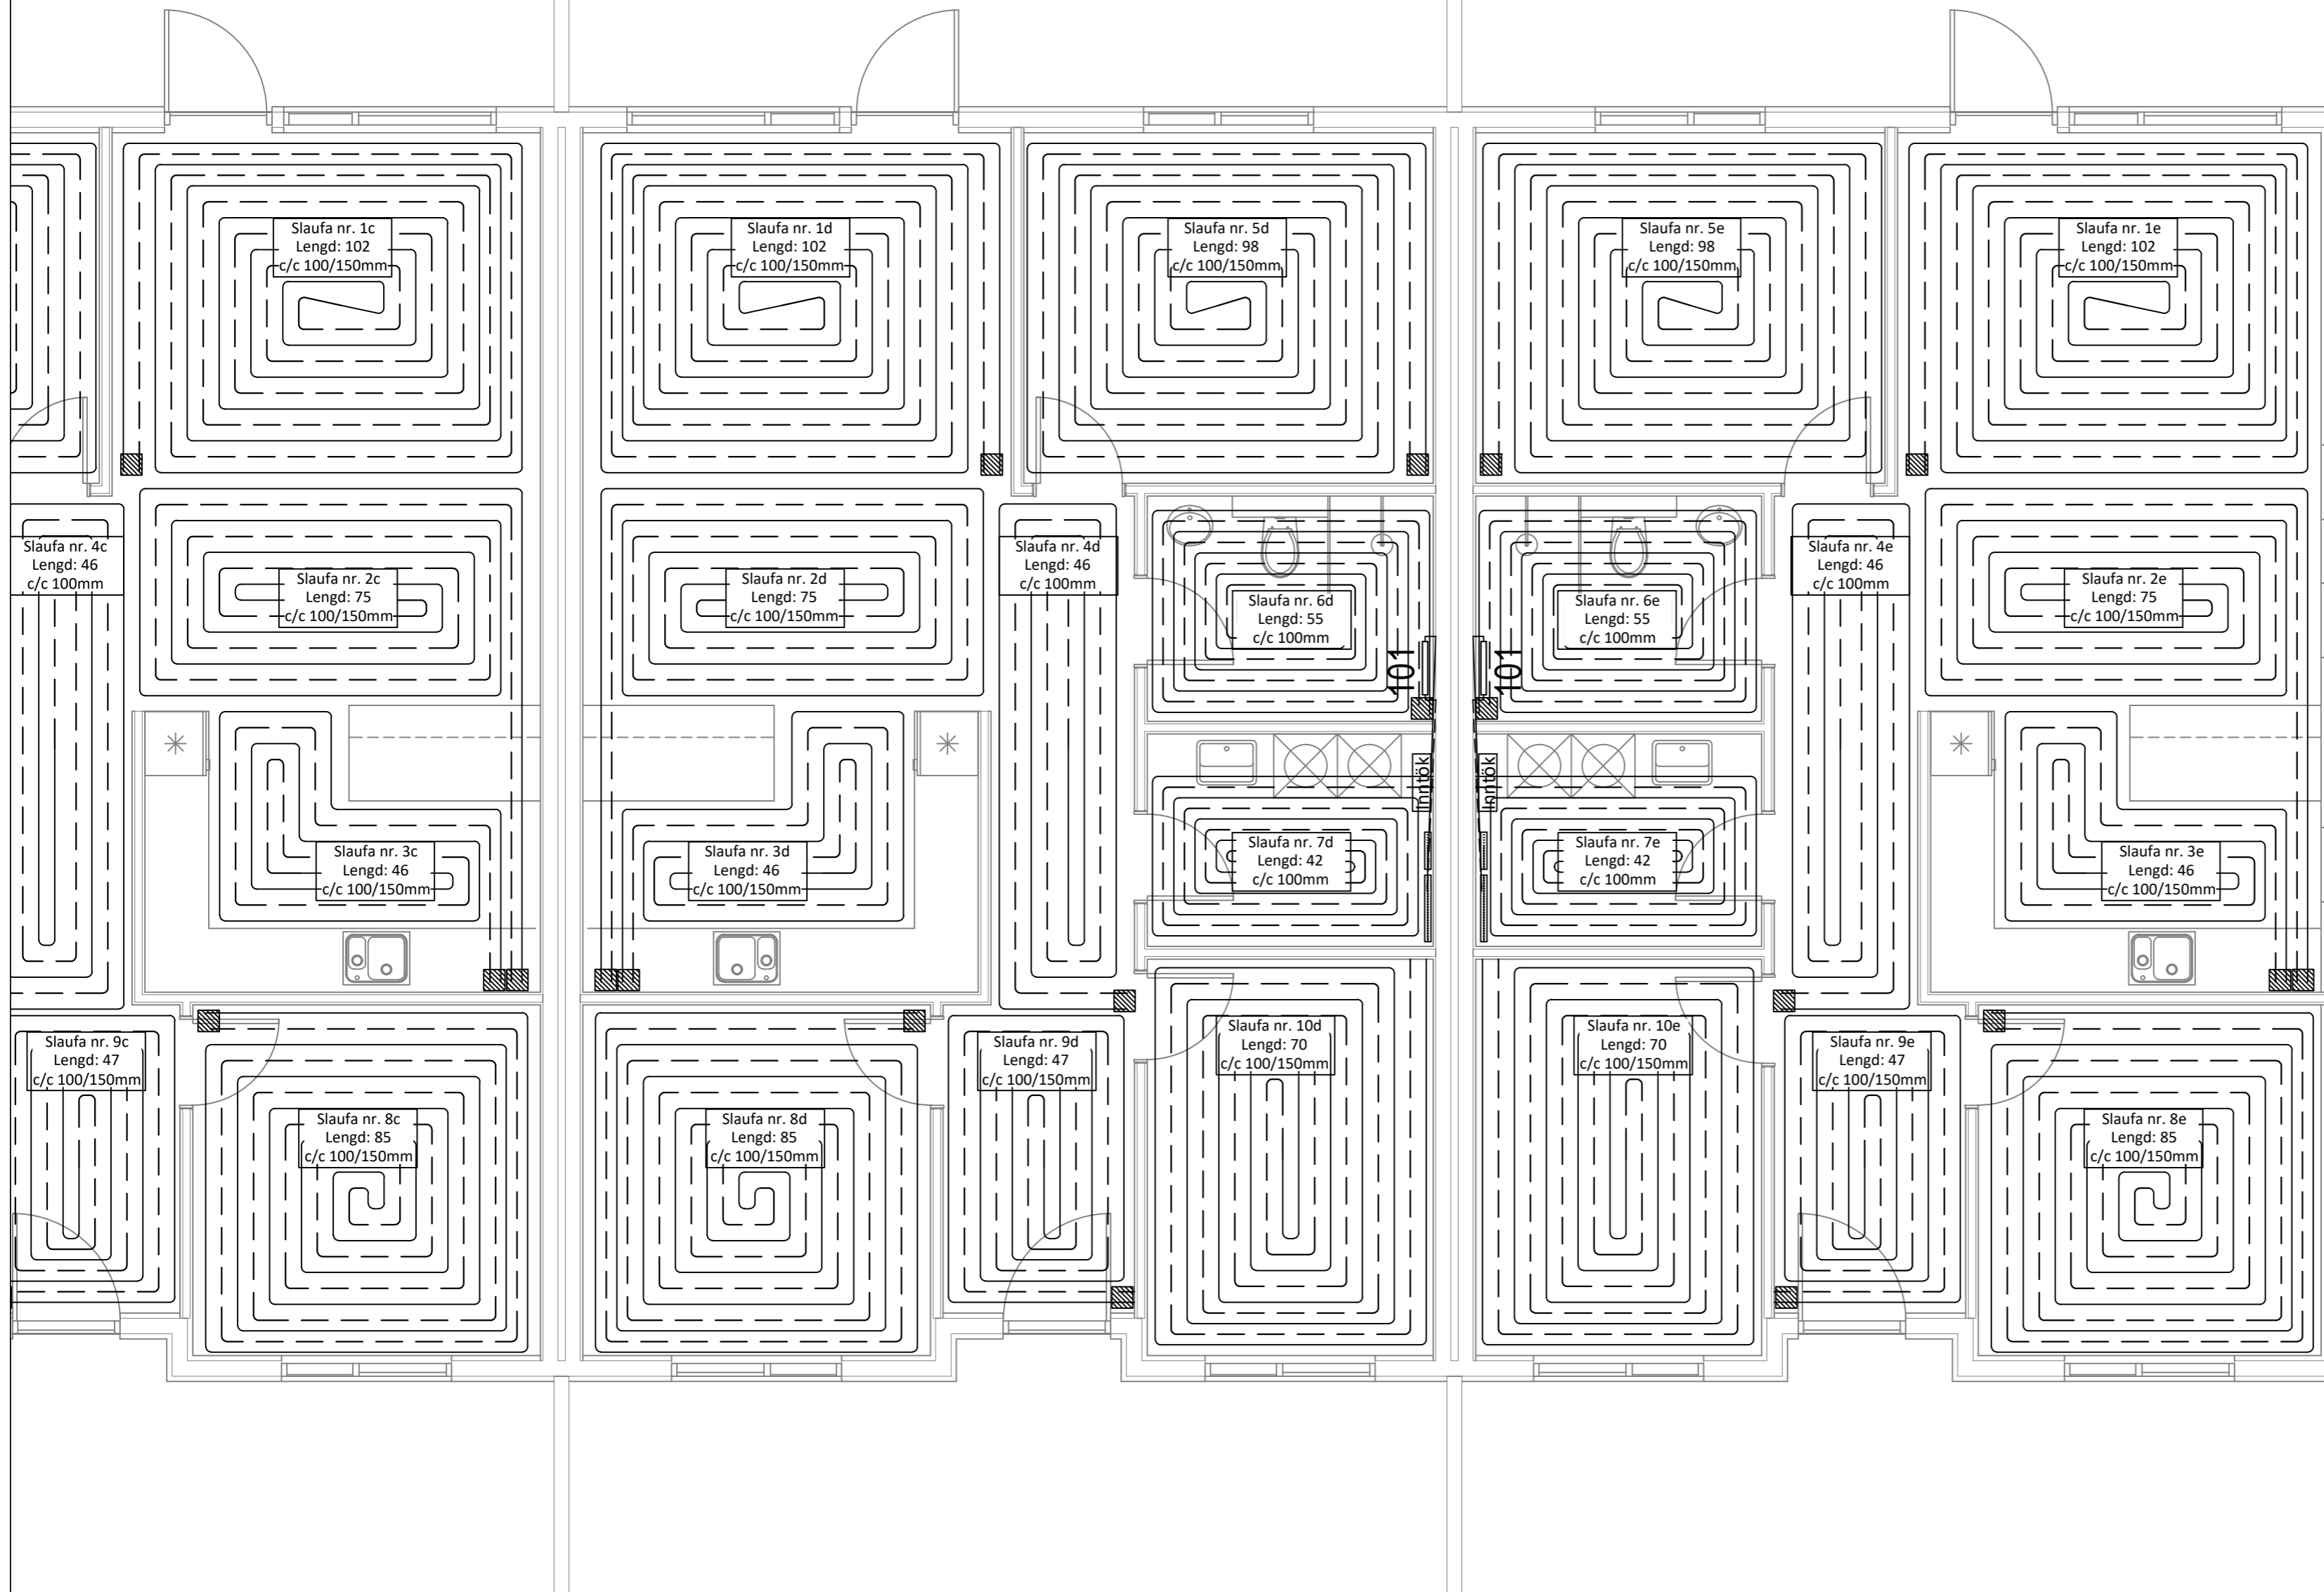 Slaufa nr. 1c
Lengd: 102
c/c 100/150mm
Slaufa nr. 1d
Lengd: 102
c/c 100/150mm
Slaufa nr. 5d
Lengd: 98
c/c 100/150mm
Slaufa nr. 5e
Lengd: 98
c/c 100/150mm
Slaufa nr. 1e
Lengd: 102
c/c 100/150mm
Slaufa nr. 4c
Lengd: 46
c/c 100mm
Slaufa nr. 2c
Lengd: 75
c/c 100/150mm
Slaufa nr. 2d
Lengd: 75
c/c 100/150mm
Slaufa nr. 4d
Lengd: 46
c/c 100mm
Slaufa nr. 6d
Lengd: 55
c/c 100mm
101
101
Slaufa nr. 6e
Lengd: 55
c/c 100mm
Slaufa nr. 4e
Lengd: 46
c/c 100mm
Slaufa nr. 2e
Lengd: 75
c/c 100/150mm
Slaufa nr. 3c
Lengd: 46
c/c 100/150mm
Slaufa nr. 3d
Lengd: 46
c/c 100/150mm
Slaufa nr. 7d
Lengd: 42
c/c 100mm
Inntök
Inntök
Slaufa nr. 7e
Lengd: 42
c/c 100mm
Slaufa nr. 3e
Lengd: 46
c/c 100/150mm
Slaufa nr. 9c
Lengd: 47
c/c 100/150mm
Slaufa nr. 8c
Lengd: 85
c/c 100/150mm
Slaufa nr. 8d
Lengd: 85
c/c 100/150mm
Slaufa nr. 9d
Lengd: 47
c/c 100/150mm
Slaufa nr. 10d
Lengd: 70
c/c 100/150mm
Slaufa nr. 10e
Lengd: 70
c/c 100/150mm
Slaufa nr. 9e
Lengd: 47
c/c 100/150mm
Slaufa nr. 8e
Lengd: 85
c/c 100/150mm